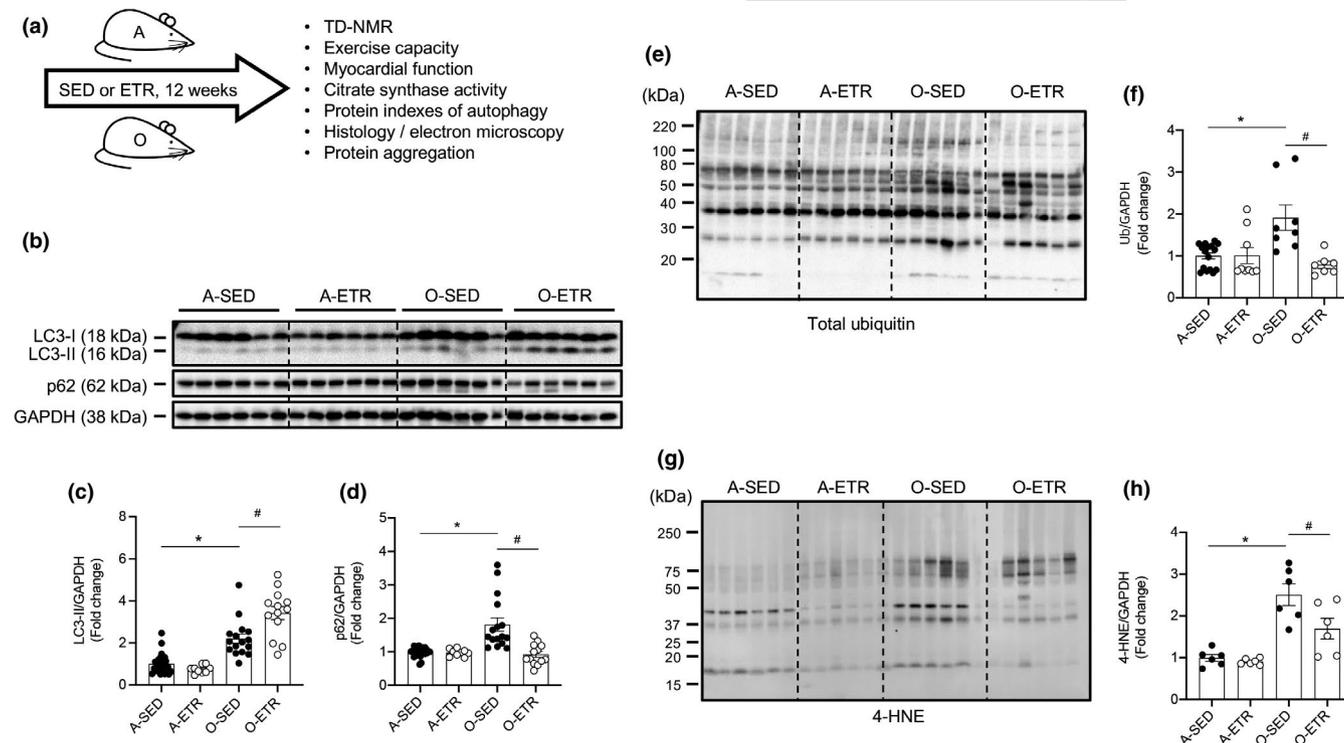 (a)
A
SED or ETR, 12 weeks
O
• TD-NMR
• Exercise capacity
• Myocardial function
• Citrate synthase activity
• Protein indexes of autophagy
• Histology / electron microscopy
• Protein aggregation
(b)
A-SED A-ETR O-SED O-ETR
LC3-I (18 kDa)
LC3-II (16 kDa)
p62 (62 kDa)
GAPDH (38 kDa)
(c)
LC3-II/GAPDH
(Fold change)
8
6
4
2
0
* #
A-SED A-ETR O-SED O-ETR
(d)
p62/GAPDH
(Fold change)
5
4
3
2
1
0
* #
A-SED A-ETR O-SED O-ETR
(e)
(kDa) A-SED A-ETR O-SED O-ETR
220
100
80
50
40
30
20
Total ubiquitin
(f)
Ub/GAPDH
(Fold change)
4
3
2
1
0
* #
A-SED A-ETR O-SED O-ETR
(g)
(kDa) A-SED A-ETR O-SED O-ETR
250
75
50
37
25
20
15
4-HNE
(h)
4-HNE/GAPDH
(Fold change)
4
3
2
1
0
* #
A-SED A-ETR O-SED O-ETR